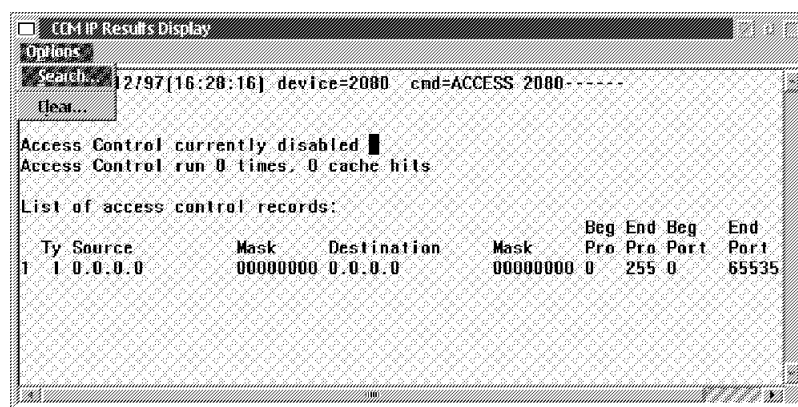 CCM IP Results Display
Options
Search...
Clear...
12/97(16:28:16) device=2080 cmd=ACCESS 2080------
Access Control currently disabled
Access Control run 0 times, 0 cache hits
List of access control records:
Beg End Beg End
Ty Source Mask Destination Mask Pro Pro Port Port
1 1 0.0.0.0 00000000 0.0.0.0 00000000 0 255 0 65535